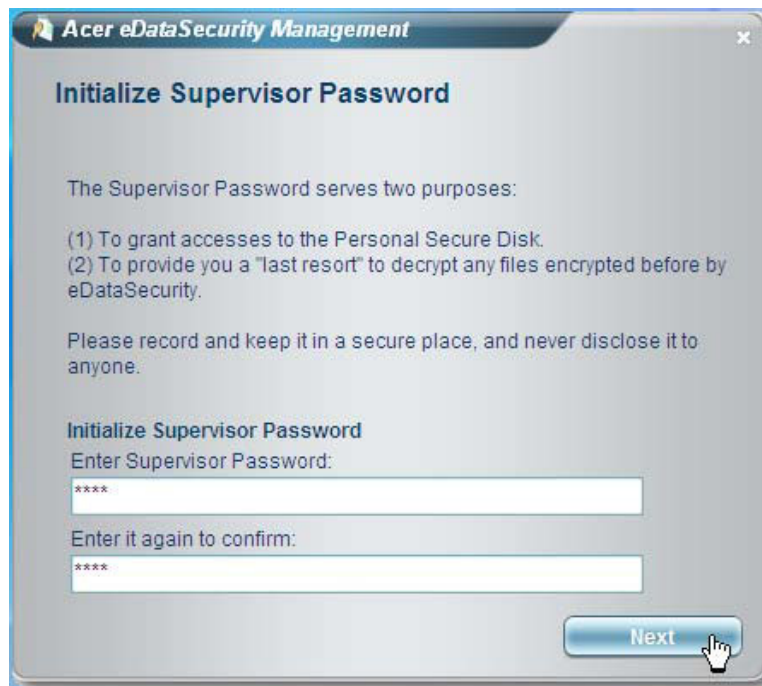 Acer eDataSecurity Management
Initialize Supervisor Password
The Supervisor Password serves two purposes:
(1) To grant accesses to the Personal Secure Disk.
(2) To provide you a "last resort" to decrypt any files encrypted before by
eDataSecurity.
Please record and keep it in a secure place, and never disclose it to
anyone.
Initialize Supervisor Password
Enter Supervisor Password:
****
Enter it again to confirm:
****
Next